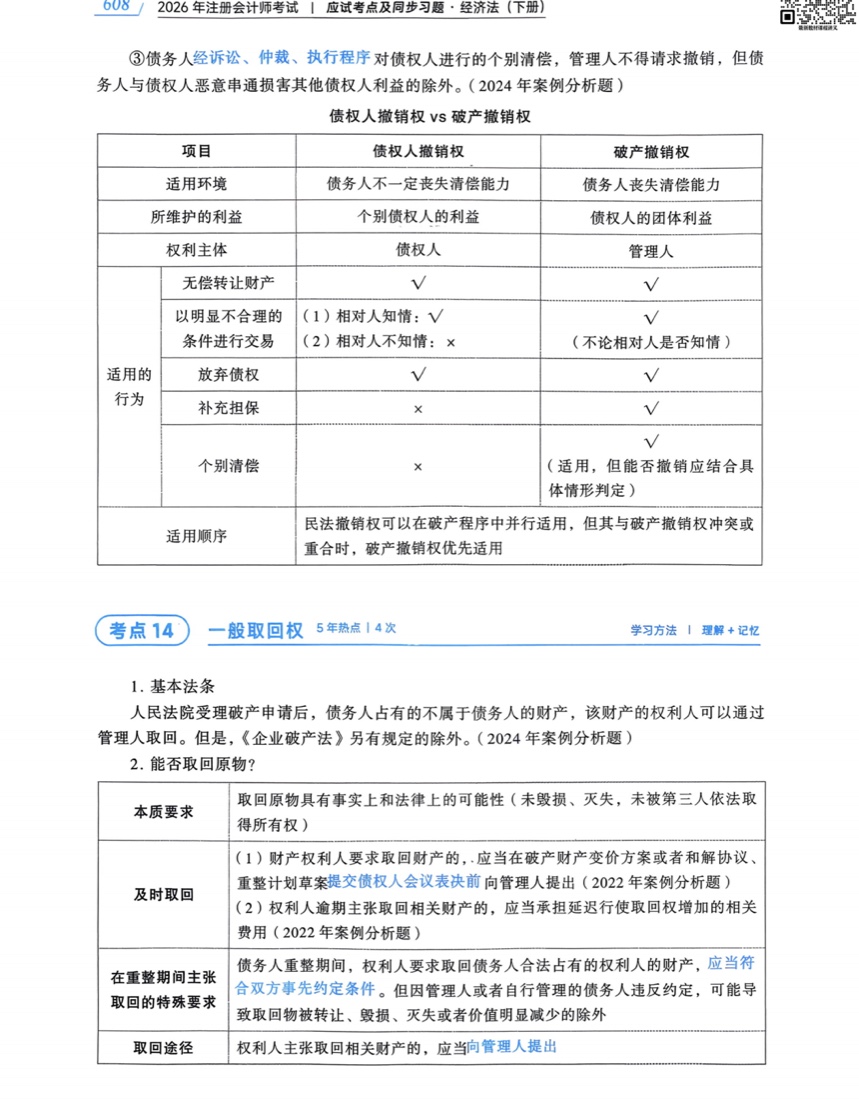 608 2026年注册会计师考试 | 应试考点及同步习题·经济法（下册）
③债务人经诉讼、仲裁、执行程序对债权人进行的个别清偿，管理人不得请求撤销，但债
务人与债权人恶意串通损害其他债权人利益的除外。（2024年案例分析题）
债权人撤销权 vs 破产撤销权
项目 债权人撤销权 破产撤销权
适用环境 债务人不一定丧失清偿能力 债务人丧失清偿能力
所维护的利益 个别债权人的利益 债权人的团体利益
权利主体 债权人 管理人
适用的
行为
无偿转让财产 √ √
以明显不合理的
条件进行交易
（1）相对人知情：√
（2）相对人不知情：×
√
（不论相对人是否知情）
放弃债权 √ √
补充担保 × √
个别清偿 ×
√
（适用，但能否撤销应结合具
体情形判定）
适用顺序
民法撤销权可以在破产程序中并行适用，但其与破产撤销权冲突或
重合时，破产撤销权优先适用
考点14 一般取回权 5年热点 | 4次 学习方法 | 理解+记忆
1. 基本法条
人民法院受理破产申请后，债务人占有的不属于债务人的财产，该财产的权利人可以通过
管理人取回。但是，《企业破产法》另有规定的除外。（2024年案例分析题）
2. 能否取回原物？
本质要求
取回原物具有事实上和法律上的可能性（未毁损、灭失，未被第三人依法取
得所有权）
及时取回
（1）财产权利人要求取回财产的，应当在破产财产变价方案或者和解协议、
重整计划草案提交债权人会议表决前向管理人提出（2022年案例分析题）
（2）权利人逾期主张取回相关财产的，应当承担延迟行使取回权增加的相关
费用（2022年案例分析题）
在重整期间主张
取回的特殊要求
债务人重整期间，权利人要求取回债务人合法占有的权利人的财产，应当符
合双方事先约定条件。但因管理人或者自行管理的债务人违反约定，可能导
致取回物被转让、毁损、灭失或者价值明显减少的除外
取回途径 权利人主张取回相关财产的，应当向管理人提出